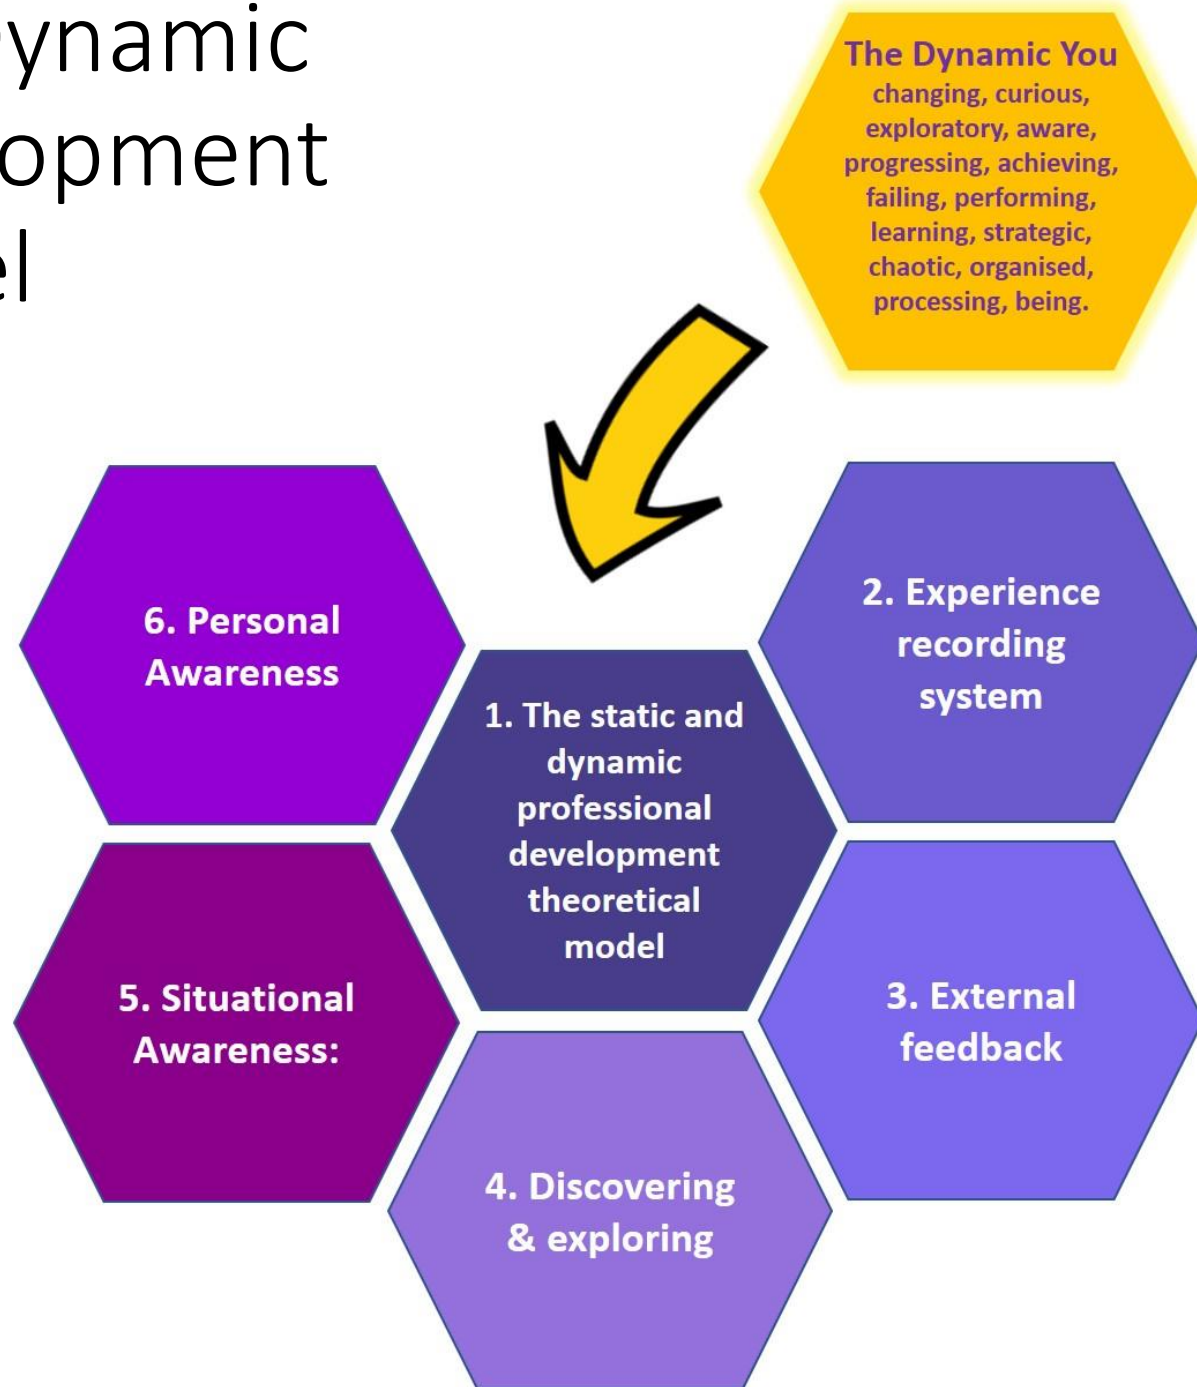 ynamic
opment
el
The Dynamic You
changing, curious,
exploratory, aware,
progressing, achieving,
failing, performing,
learning, strategic,
chaotic, organised,
processing, being.
6. Personal
Awareness
2. Experience
recording
system
1. The static and
dynamic
professional
development
theoretical
model
5. Situational
Awareness:
3. External
feedback
4. Discovering
& exploring